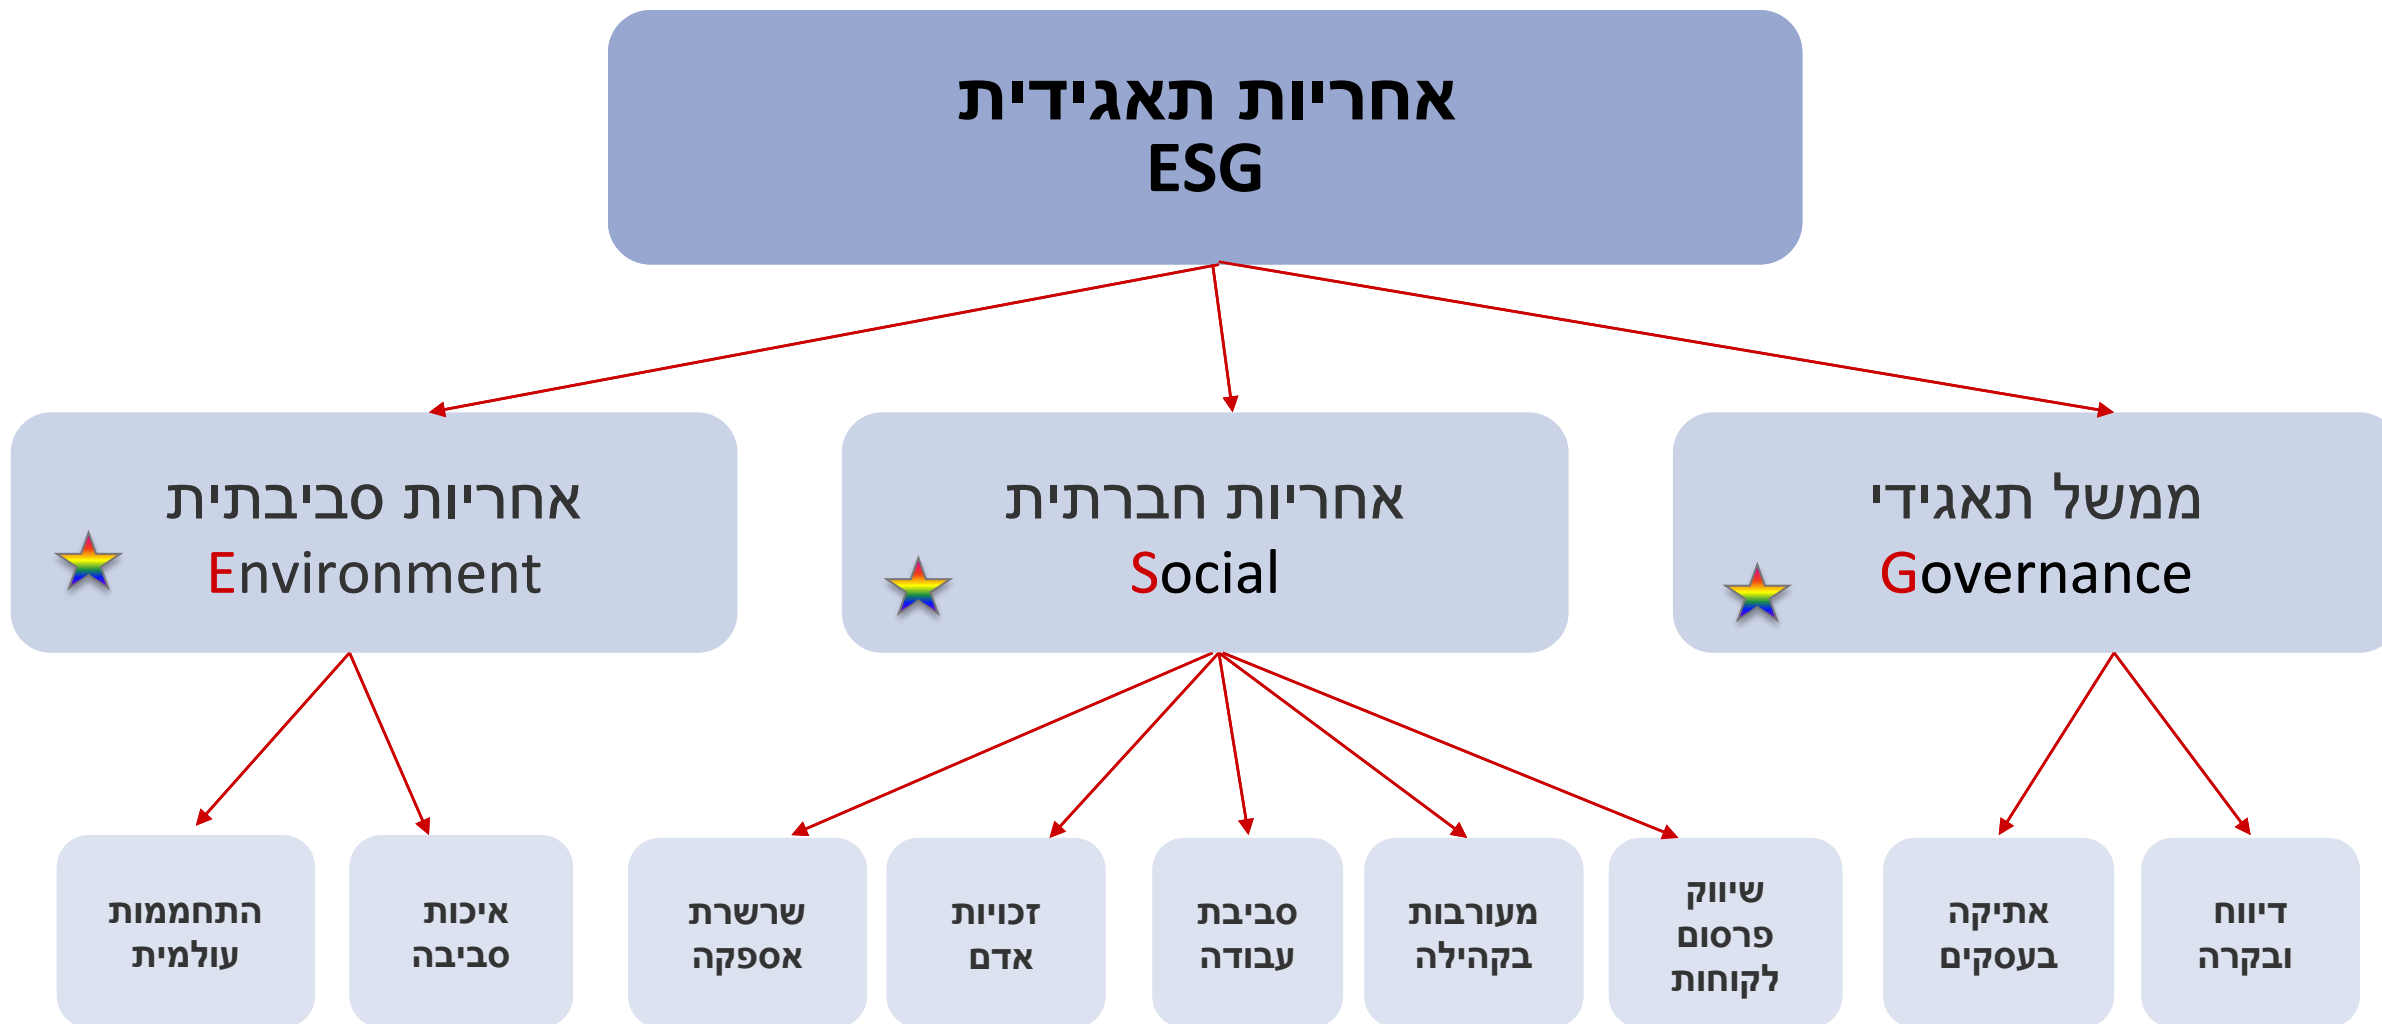 אחריות תאגידית
ESG
ממשל תאגידי
Governance
אחריות חברתית
Social
אחריות סביבתית
Environment
דיווח
ובקרה
אתיקה
בעסקים
שיווק
פרסום
לקוחות
מעורבות
בקהילה
סביבת
עבודה
זכויות
אדם
שרשרת
אספקה
איכות
סביבה
התחממות
עולמית